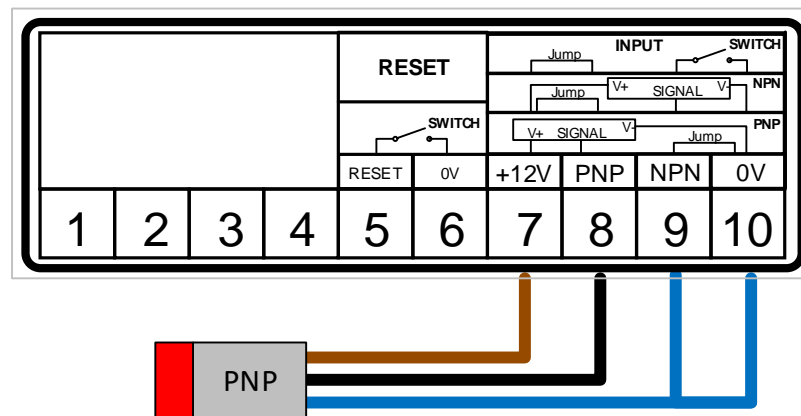 RESET
SWITCH
RESET 0V
INPUT SWITCH
Jump
V+ SIGNAL V- NPN
Jump
V+ SIGNAL V- PNP
Jump
+12V PNP NPN 0V
1 2 3 4 5 6 7 8 9 10
PNP